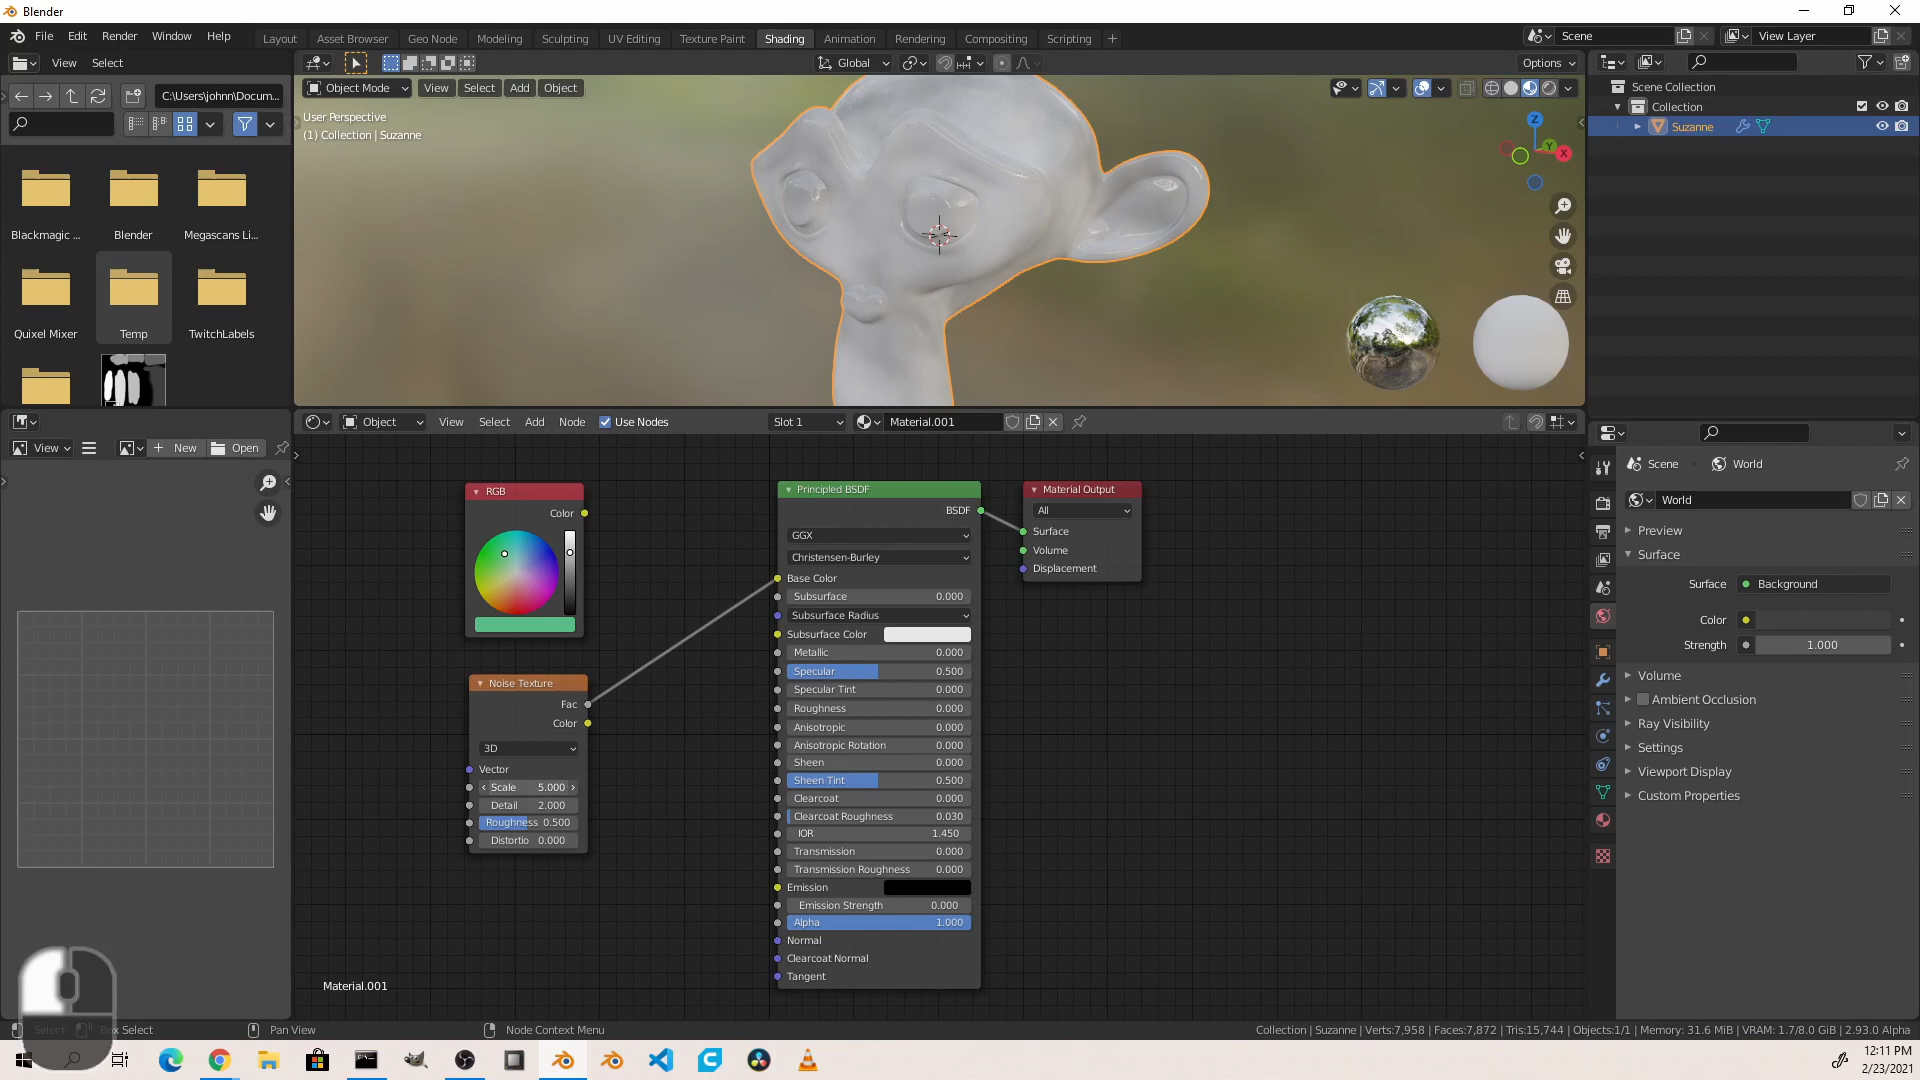 Blender
File Edit Render Window Help
Layout Asset Browser Geo Node Modeling Sculpting UV Editing Texture Paint Shading Animation Rendering Compositing Scripting +
Scene
View Layer
View Select
Global
Options
C:\Users\johnn\Docum...
Object Mode View Select Add Object
User Perspective
(1) Collection | Suzanne
Scene Collection
Collection
Suzanne
Z
Y
X
Blackmagic ... Blender Megascans Li...
Quixel Mixer Temp TwitchLabels
View New Open
Object View Select Add Node Use Nodes Slot 1 Material.001
RGB
Color
Noise Texture
Fac
Color
3D
Vector
Scale 5.000
Detail 2.000
Roughness 0.500
Distortio 0.000
Principled BSDF
BSDF
GGX
Christensen-Burley
Base Color
Subsurface 0.000
Subsurface Radius
Subsurface Color
Metallic 0.000
Specular 0.500
Specular Tint 0.000
Roughness 0.000
Anisotropic 0.000
Anisotropic Rotation 0.000
Sheen 0.000
Sheen Tint 0.500
Clearcoat 0.000
Clearcoat Roughness 0.030
IOR 1.450
Transmission 0.000
Transmission Roughness 0.000
Emission
Emission Strength 0.000
Alpha 1.000
Normal
Clearcoat Normal
Tangent
Material Output
All
Surface
Volume
Displacement
Material.001
Scene World
World
Preview
Surface
Surface Background
Color
Strength 1.000
Volume
Ambient Occlusion
Ray Visibility
Settings
Viewport Display
Custom Properties
Select Box Select Pan View Node Context Menu
Collection | Suzanne | Verts:7,958 | Faces:7,872 | Tris:15,744 | Objects:1/1 | Memory: 31.6 MiB | VRAM: 1.7/8.0 GiB | 2.93.0 Alpha
12:11 PM
2/23/2021